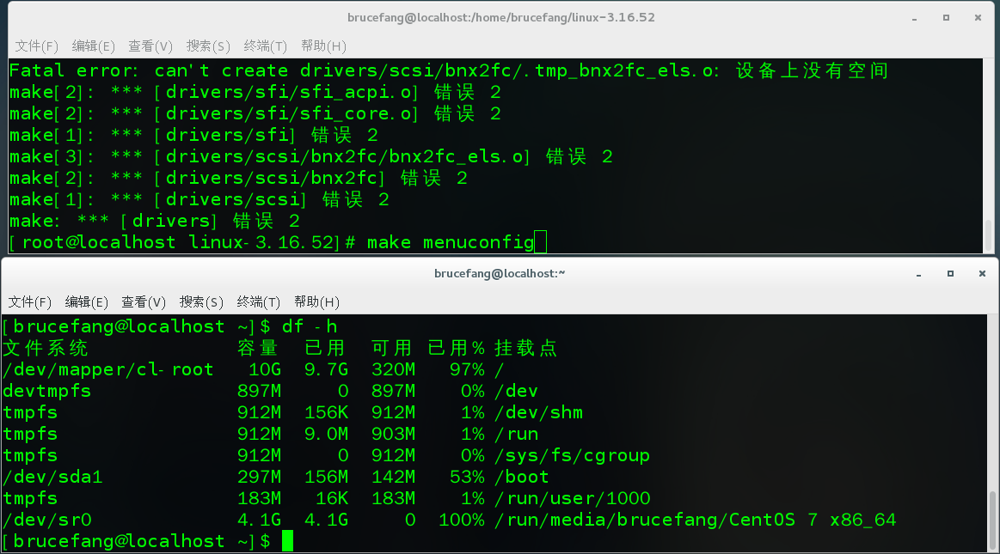 brucefang@localhost:/home/brucefang/linux-3.16.52
文件(F) 编辑(E) 查看(V) 搜索(S) 终端(T) 帮助(H)
Fatal error: can't create drivers/scsi/bnx2fc/.tmp_bnx2fc_els.o: 设备上没有空间
make[2]: *** [drivers/sfi/sfi_acpi.o] 错误 2
make[2]: *** [drivers/sfi/sfi_core.o] 错误 2
make[1]: *** [drivers/sfi] 错误 2
make[3]: *** [drivers/scsi/bnx2fc/bnx2fc_els.o] 错误 2
make[2]: *** [drivers/scsi/bnx2fc] 错误 2
make[1]: *** [drivers/scsi] 错误 2
make: *** [drivers] 错误 2
[root@localhost linux-3.16.52]# make menuconfig
brucefang@localhost:~
文件(F) 编辑(E) 查看(V) 搜索(S) 终端(T) 帮助(H)
[brucefang@localhost ~]$ df -h
文件系统 容量 已用 可用 已用% 挂载点
/dev/mapper/cl-root 10G 9.7G 320M 97% /
devtmpfs 897M 0 897M 0% /dev
tmpfs 912M 156K 912M 1% /dev/shm
tmpfs 912M 9.0M 903M 1% /run
tmpfs 912M 0 912M 0% /sys/fs/cgroup
/dev/sda1 297M 156M 142M 53% /boot
tmpfs 183M 16K 183M 1% /run/user/1000
/dev/sr0 4.1G 4.1G 0 100% /run/media/brucefang/CentOS 7 x86_64
[brucefang@localhost ~]$